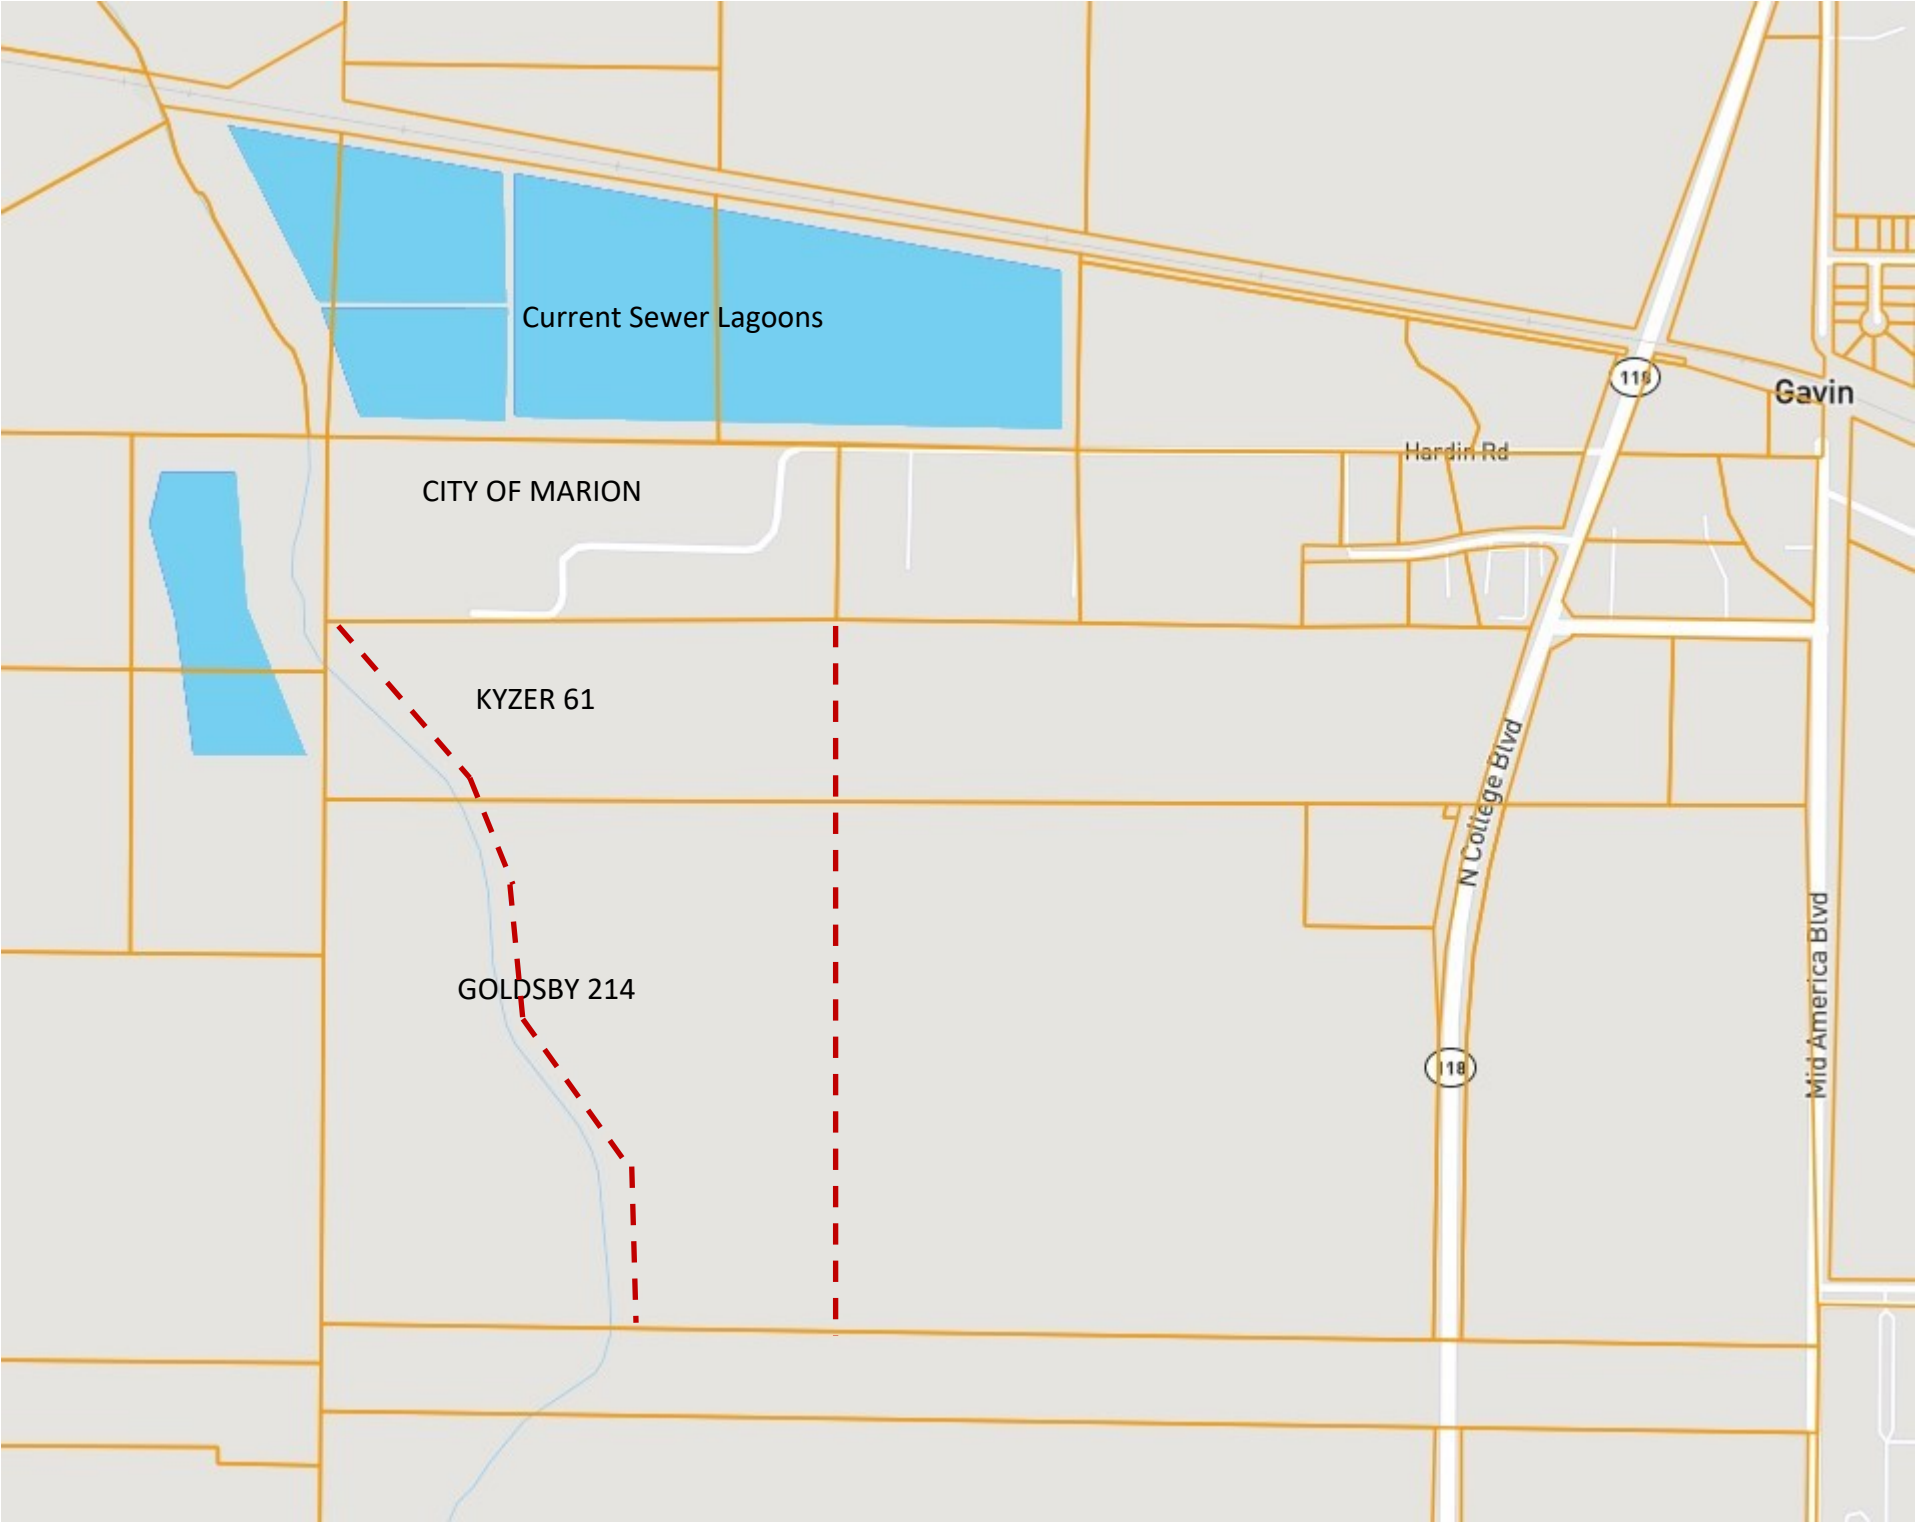 Current Sewer Lagoons
118
Gavin
Hardin Rd
CITY OF MARION
KYZER 61
N College Blvd
GOLDSBY 214
Mid America Blvd
118